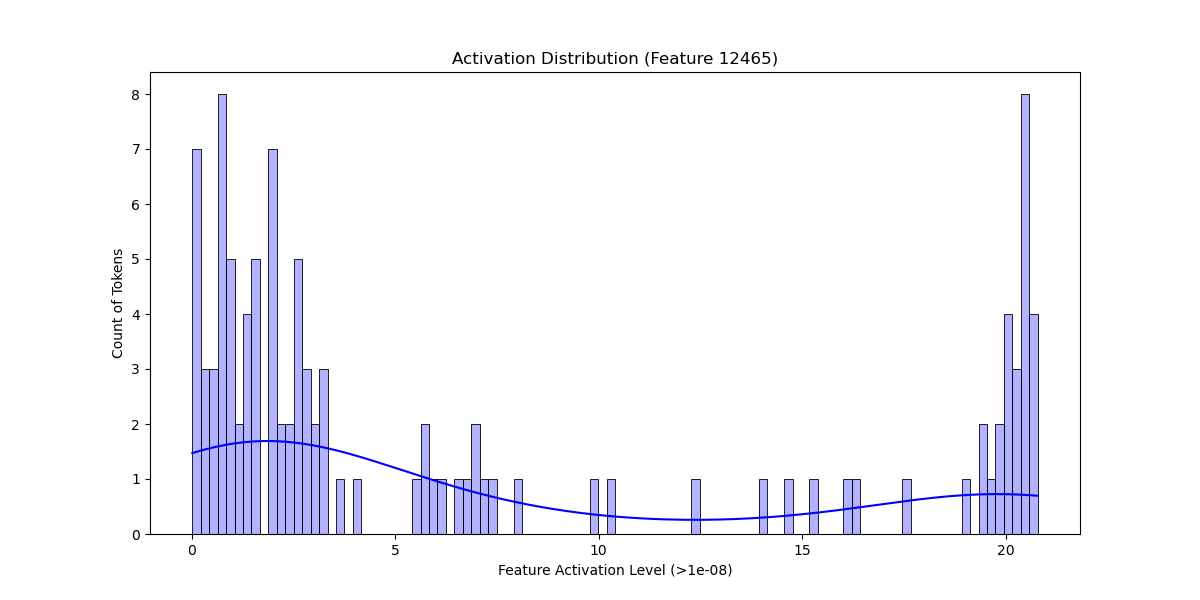 Activation Distribution (Feature 12465)
8
7
6
5
4
3
2
1
0
Count of Tokens
0 5 10 15 20
Feature Activation Level (>1e-08)